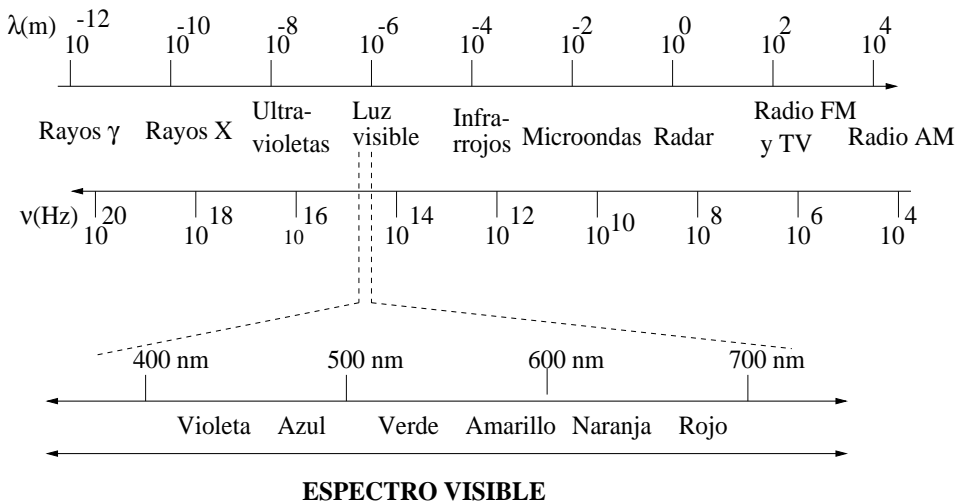 λ(m) 10^-12 10^-10 10^-8 10^-6 10^-4 10^-2 10^0 10^2 10^4
Rayos γ Rayos X Ultra- Luz Infra- Microondas Radar Radio FM Radio AM
violetas visible rrojos y TV
ν(Hz) 10^20 10^18 10^16 10^14 10^12 10^10 10^8 10^6 10^4
400 nm 500 nm 600 nm 700 nm
Violeta Azul Verde Amarillo Naranja Rojo
ESPECTRO VISIBLE